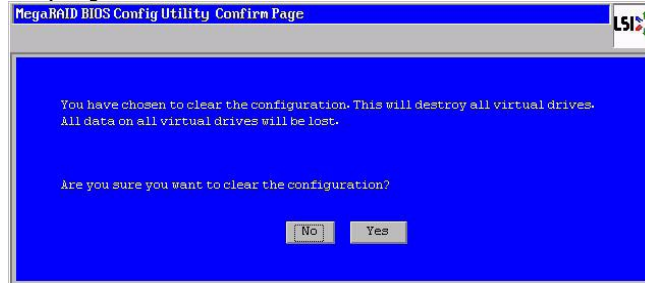 MegaRAID BIOS Config Utility Confirm Page
LSI
You have chosen to clear the configuration. This will destroy all virtual drives.
All data on all virtual drives will be lost.
Are you sure you want to clear the configuration?
No
Yes